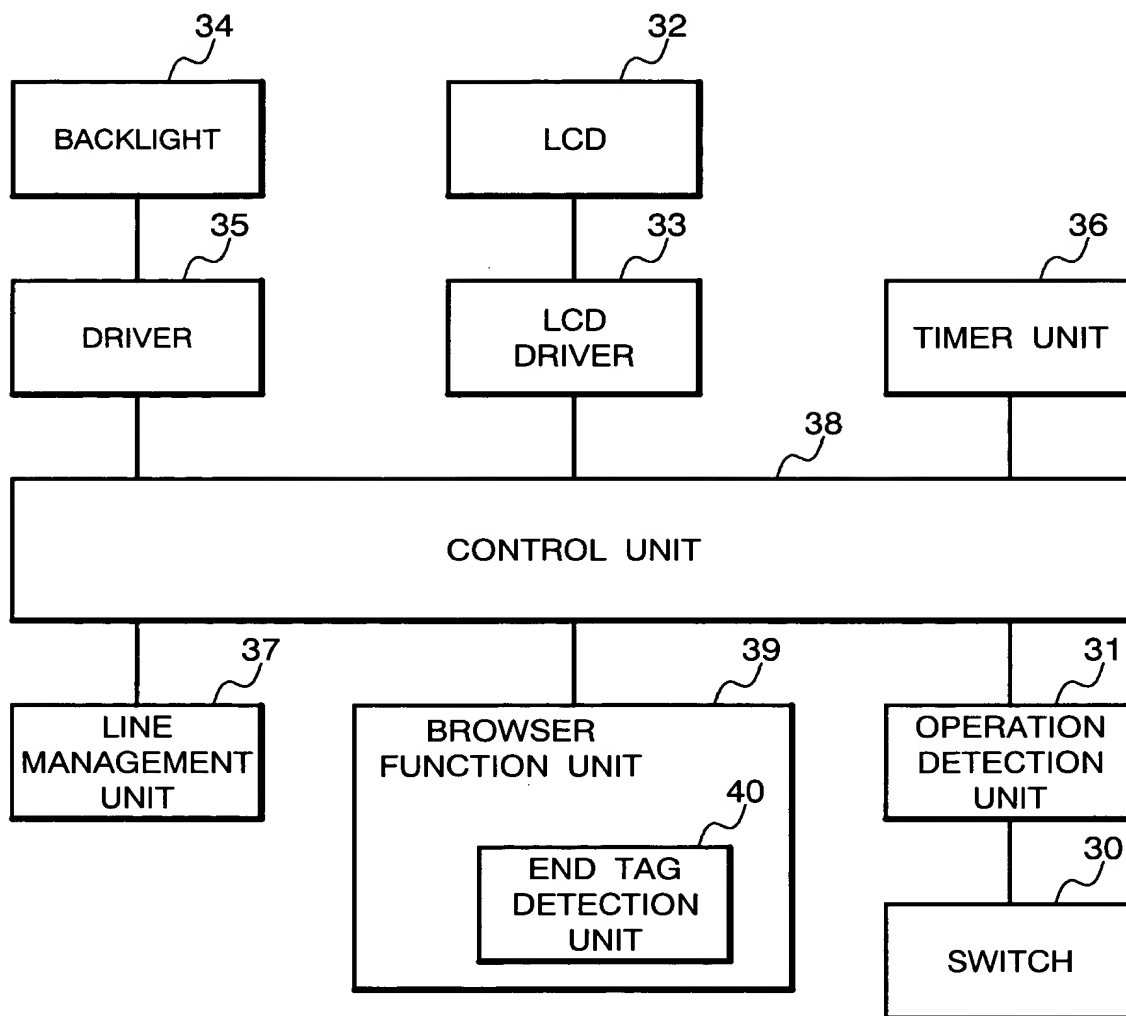 34
32
BACKLIGHT
LCD
35
33
36
DRIVER
LCD
DRIVER
TIMER UNIT
38
CONTROL UNIT
37
39
31
LINE
MANAGEMENT
UNIT
BROWSER
FUNCTION UNIT
40
END TAG
DETECTION
UNIT
OPERATION
DETECTION
UNIT
30
SWITCH